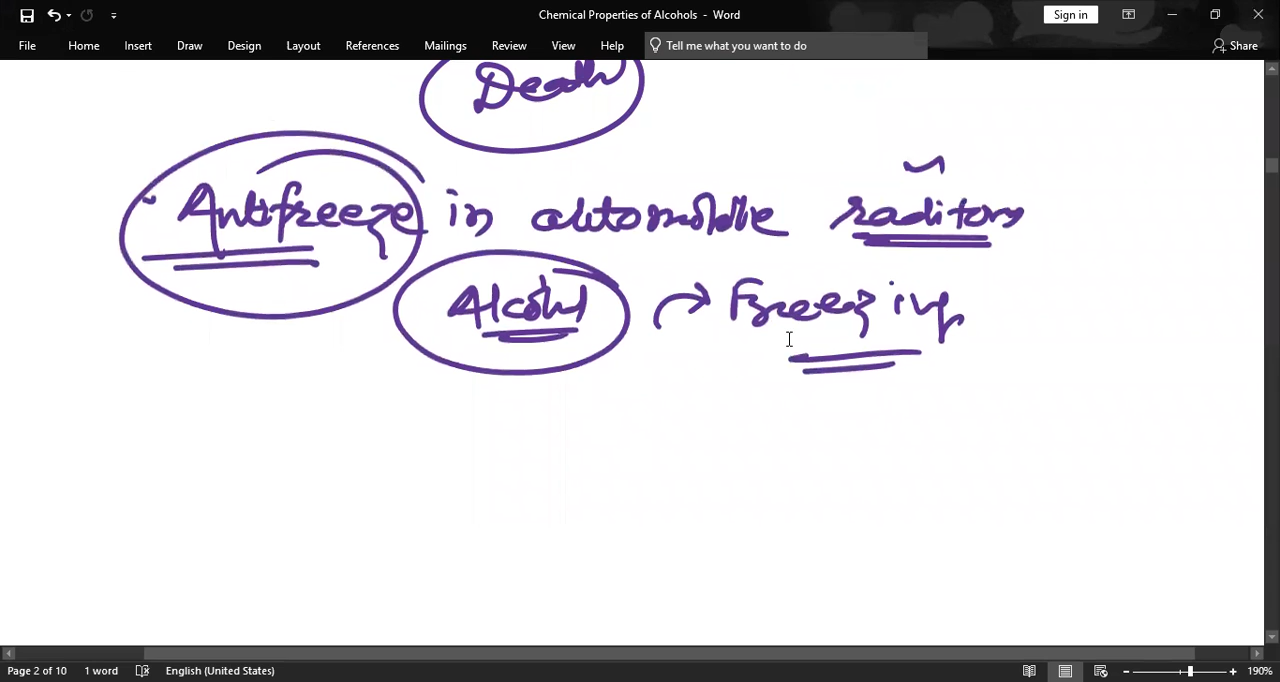 Chemical Properties of Alcohols - Word
Sign in
File Home Insert Draw Design Layout References Mailings Review View Help Tell me what you want to do Share
Death
Antifreeze in automobile raditors
Alcohol → Freezing
Page 2 of 10 1 word English (United States) 190%